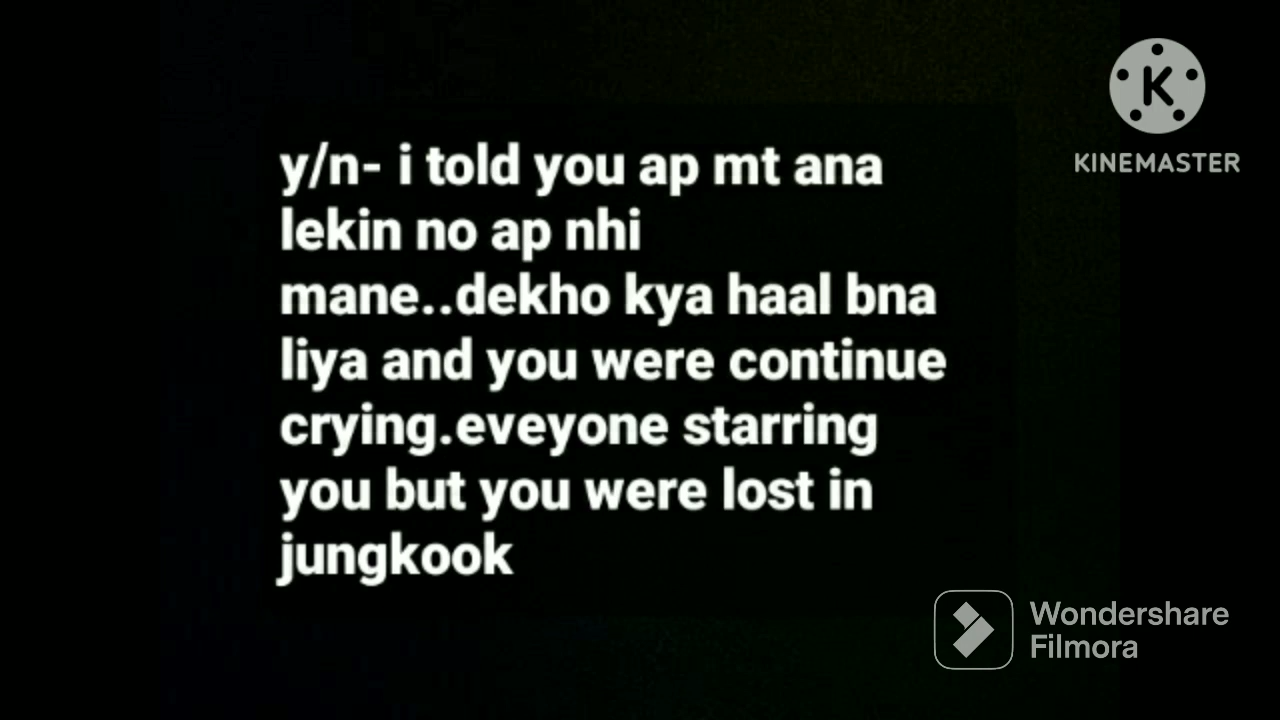 y/n- i told you ap mt ana
lekin no ap nhi
mane..dekho kya haal bna
liya and you were continue
crying.eveyone starring
you but you were lost in
jungkook
K
KINEMASTER
Wondershare
Filmora